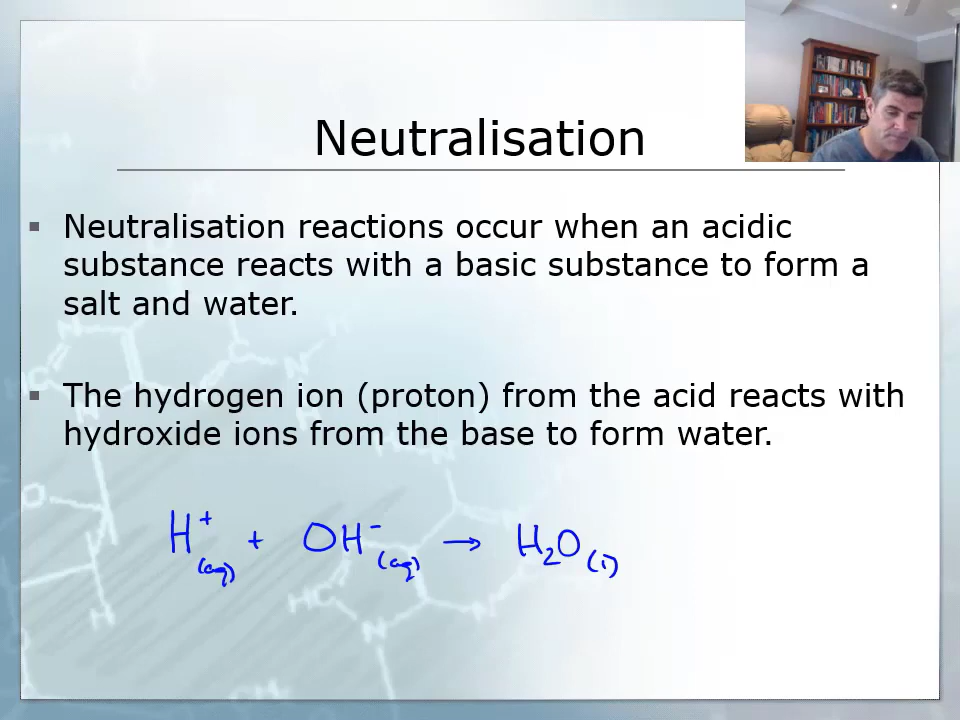 Neutralisation
▪ Neutralisation reactions occur when an acidic
substance reacts with a basic substance to form a
salt and water.
▪ The hydrogen ion (proton) from the acid reacts with
hydroxide ions from the base to form water.
H⁺(aq) + OH⁻(aq) → H₂O(l)